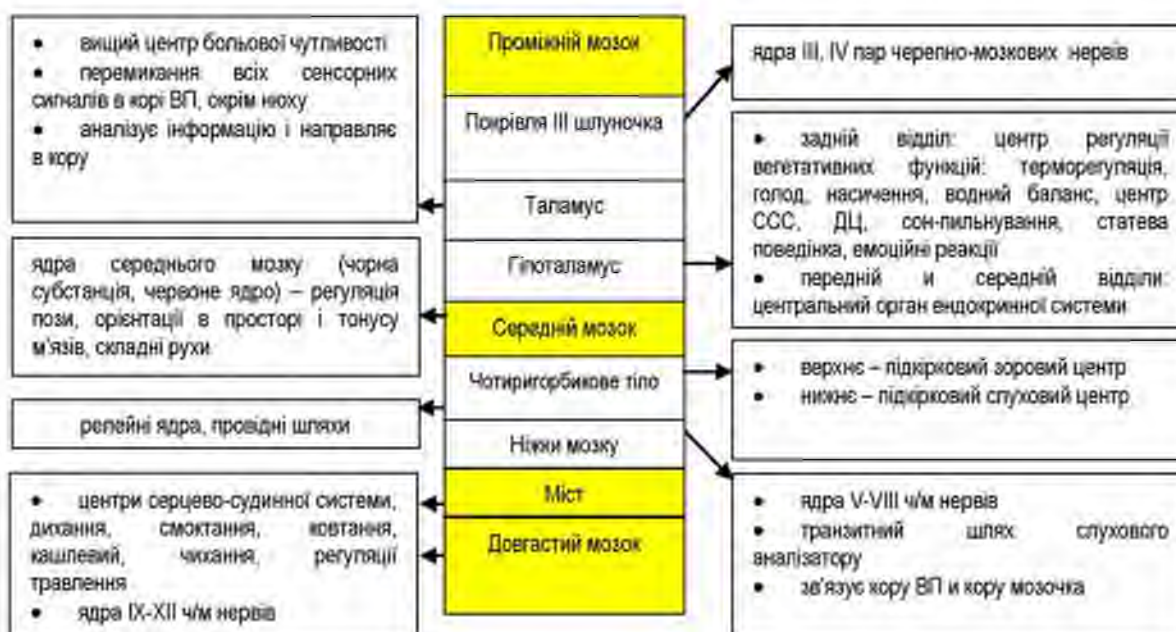 • вищий центр больової чутливості
• перемикання всіх сенсорних
сигналів в корі ВП, окрім нюху
• аналізує інформацію і направляє
в кору
ядра середнього мозку (чорна
субстанція, червоне ядро) – регуляція
пози, орієнтації в просторі і тонусу
м'язів, складні рухи
релейні ядра, провідні шляхи
• центри серцево-судинної системи,
дихання, смоктання, ковтання,
кашлевий, чихання, регуляції
травлення
• ядра IX-XII ч/м нервів
Проміжній мозок
Покрівля III шлуночка
Таламус
Гіпоталамус
Середній мозок
Чотиригорбикове тіло
Ніжки мозку
Міст
Довгастий мозок
ядра III, IV пар черепно-мозкових нервів
• задній відділ: центр регуляції
вегетативних функцій: терморегуляція,
голод, насичення, водний баланс, центр
ССС, ДЦ, сон-пильнування, статева
поведінка, емоційні реакції
• передній и середній відділи:
центральний орган ендокринної системи
• верхнє – підкірковий зоровий центр
• нижнє – підкірковий слуховий центр
• ядра V-VIII ч/м нервів
• транзитний шлях слухового
аналізатору
• зв'язує кору ВП и кору мозочка